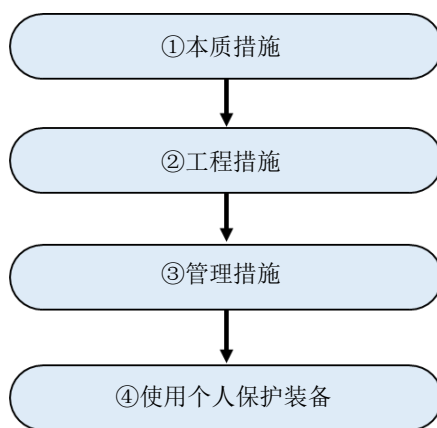 ①本质措施
②工程措施
③管理措施
④使用个人保护装备